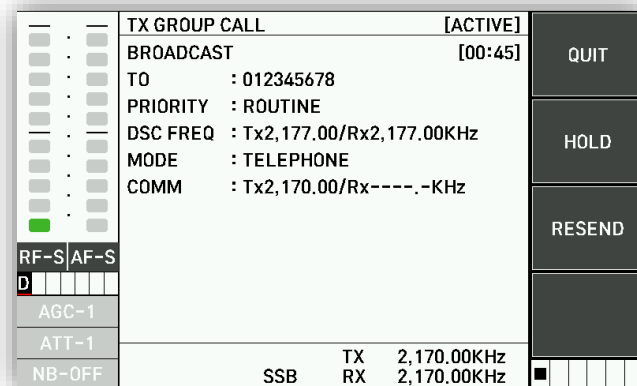 TX GROUP CALL [ACTIVE]
BROADCAST [00:45]
TO : 012345678
PRIORITY : ROUTINE
DSC FREQ : Tx2,177.00/Rx2,177.00KHz
MODE : TELEPHONE
COMM : Tx2,170.00/Rx----.-KHz
QUIT
HOLD
RESEND
RF-S AF-S
D
AGC-1
ATT-1
NB-OFF
TX 2,170.00KHz
SSB RX 2,170.00KHz